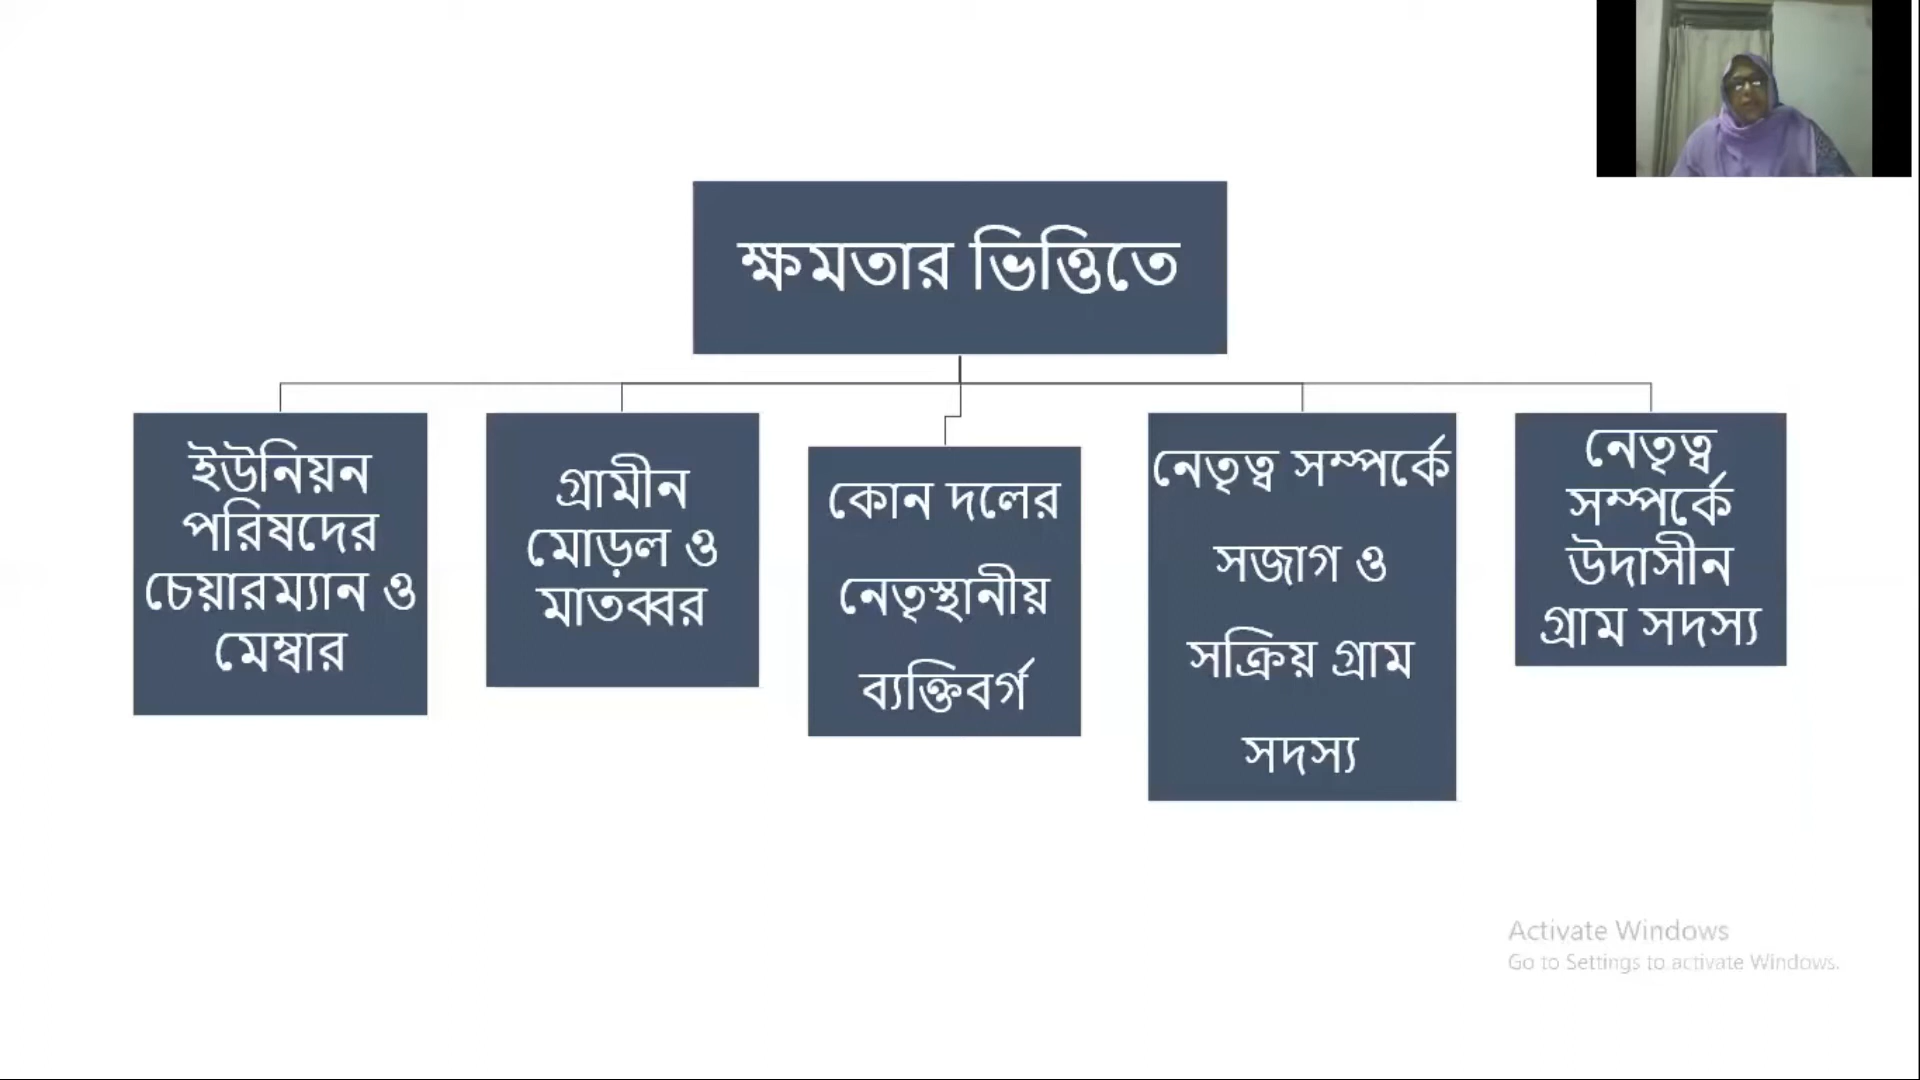 ক্ষমতার ভিত্তিতে
ইউনিয়ন
পরিষদের
চেয়ারম্যান ও
মেম্বার
গ্রামীন
মোড়ল ও
মাতব্বর
কোন দলের
নেতৃস্থানীয়
ব্যক্তিবর্গ
নেতৃত্ব সম্পর্কে
সজাগ ও
সক্রিয় গ্রাম
সদস্য
নেতৃত্ব
সম্পর্কে
উদাসীন
গ্রাম সদস্য
Activate Windows
Go to Settings to activate Windows.